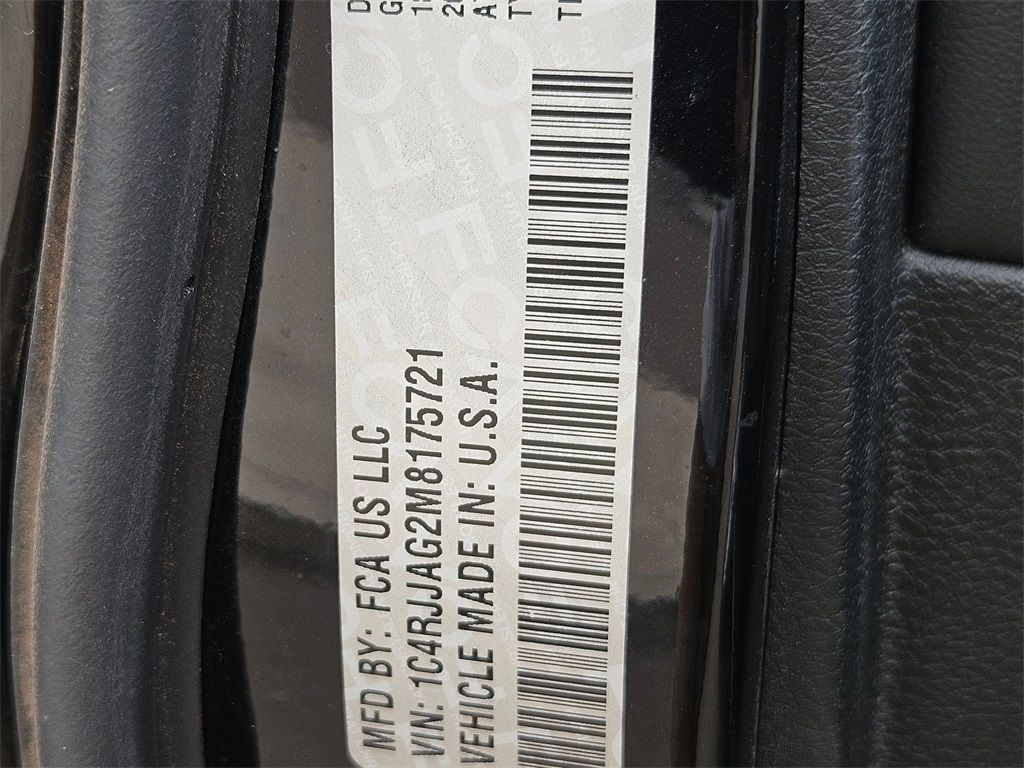 MFD BY: FCA US LLC
VIN: 1C4RJJAG2M8175721
VEHICLE MADE IN: U.S.A.